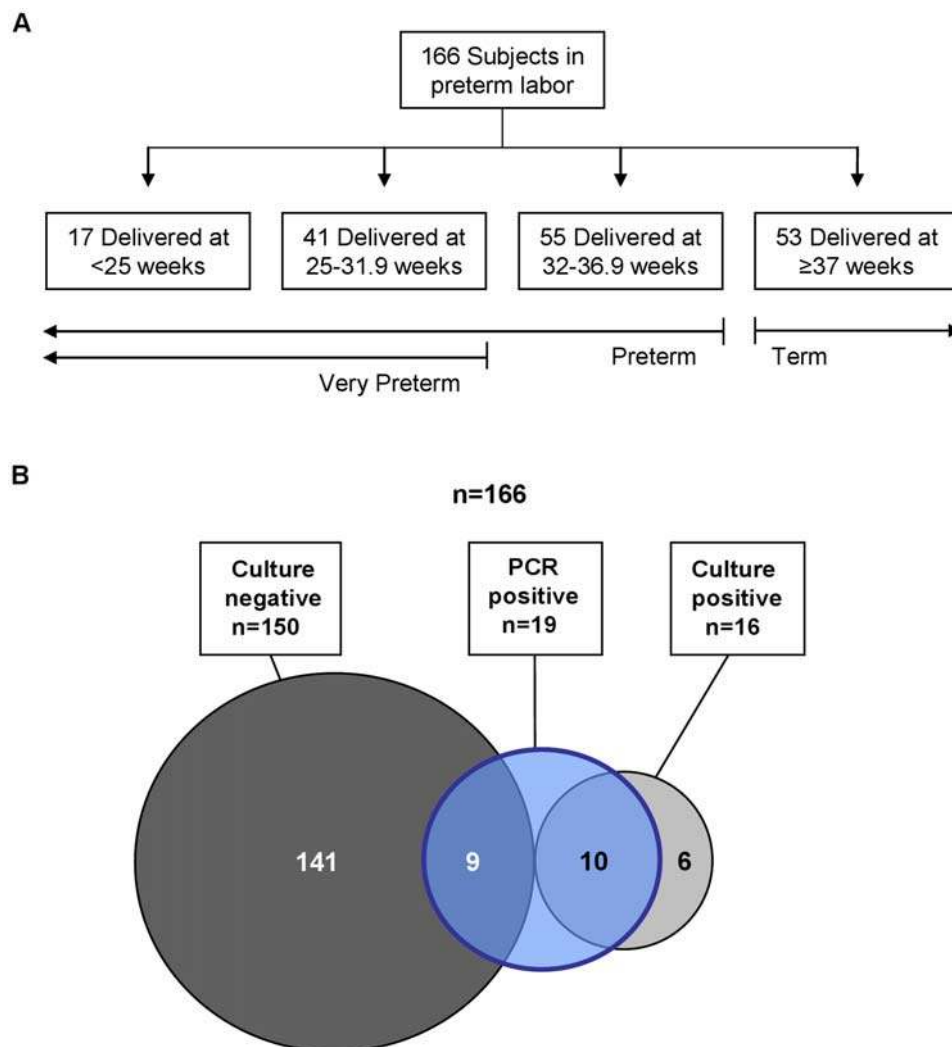 A
166 Subjects in
preterm labor
17 Delivered at
<25 weeks
41 Delivered at
25-31.9 weeks
55 Delivered at
32-36.9 weeks
53 Delivered at
≥37 weeks
Preterm
Term
Very Preterm
B
n=166
Culture
negative
n=150
PCR
positive
n=19
Culture
positive
n=16
141
9
10
6